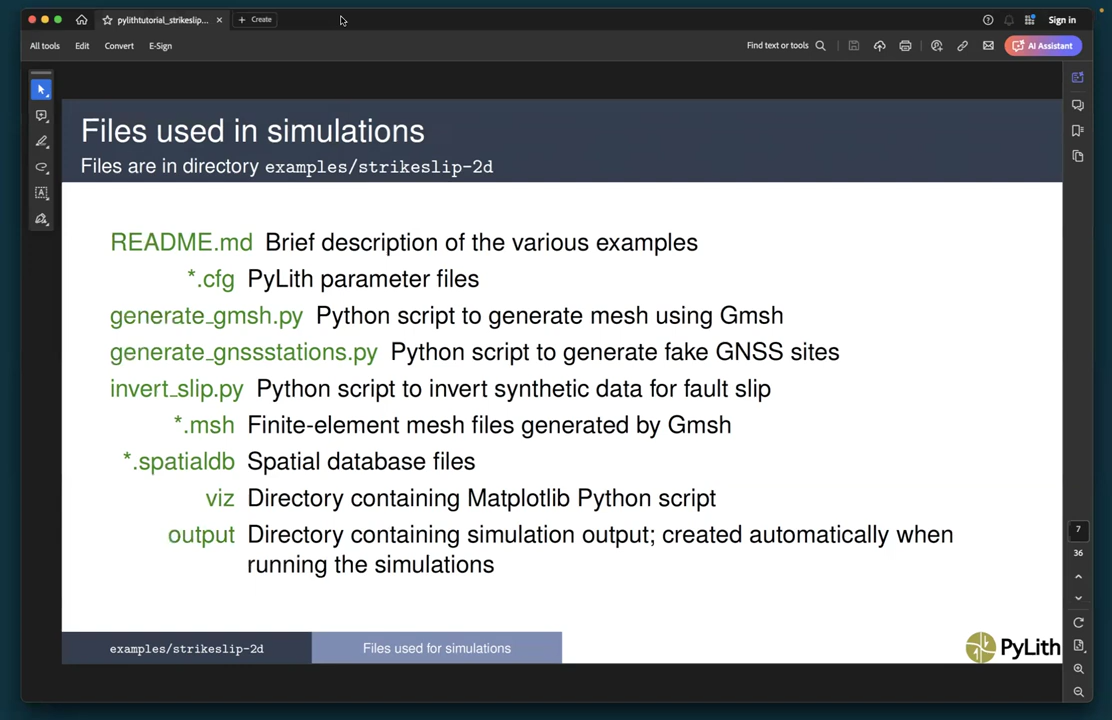 pylithtutorial_strikeslip...
Create
Sign in
All tools
Edit
Convert
E-Sign
Find text or tools
AI Assistant
Files used in simulations
Files are in directory examples/strikeslip-2d
README.md Brief description of the various examples
*.cfg PyLith parameter files
generate_gmsh.py Python script to generate mesh using Gmsh
generate_gnssstations.py Python script to generate fake GNSS sites
invert_slip.py Python script to invert synthetic data for fault slip
*.msh Finite-element mesh files generated by Gmsh
*.spatialdb Spatial database files
viz Directory containing Matplotlib Python script
output Directory containing simulation output; created automatically when
running the simulations
7
36
examples/strikeslip-2d
Files used for simulations
PyLith